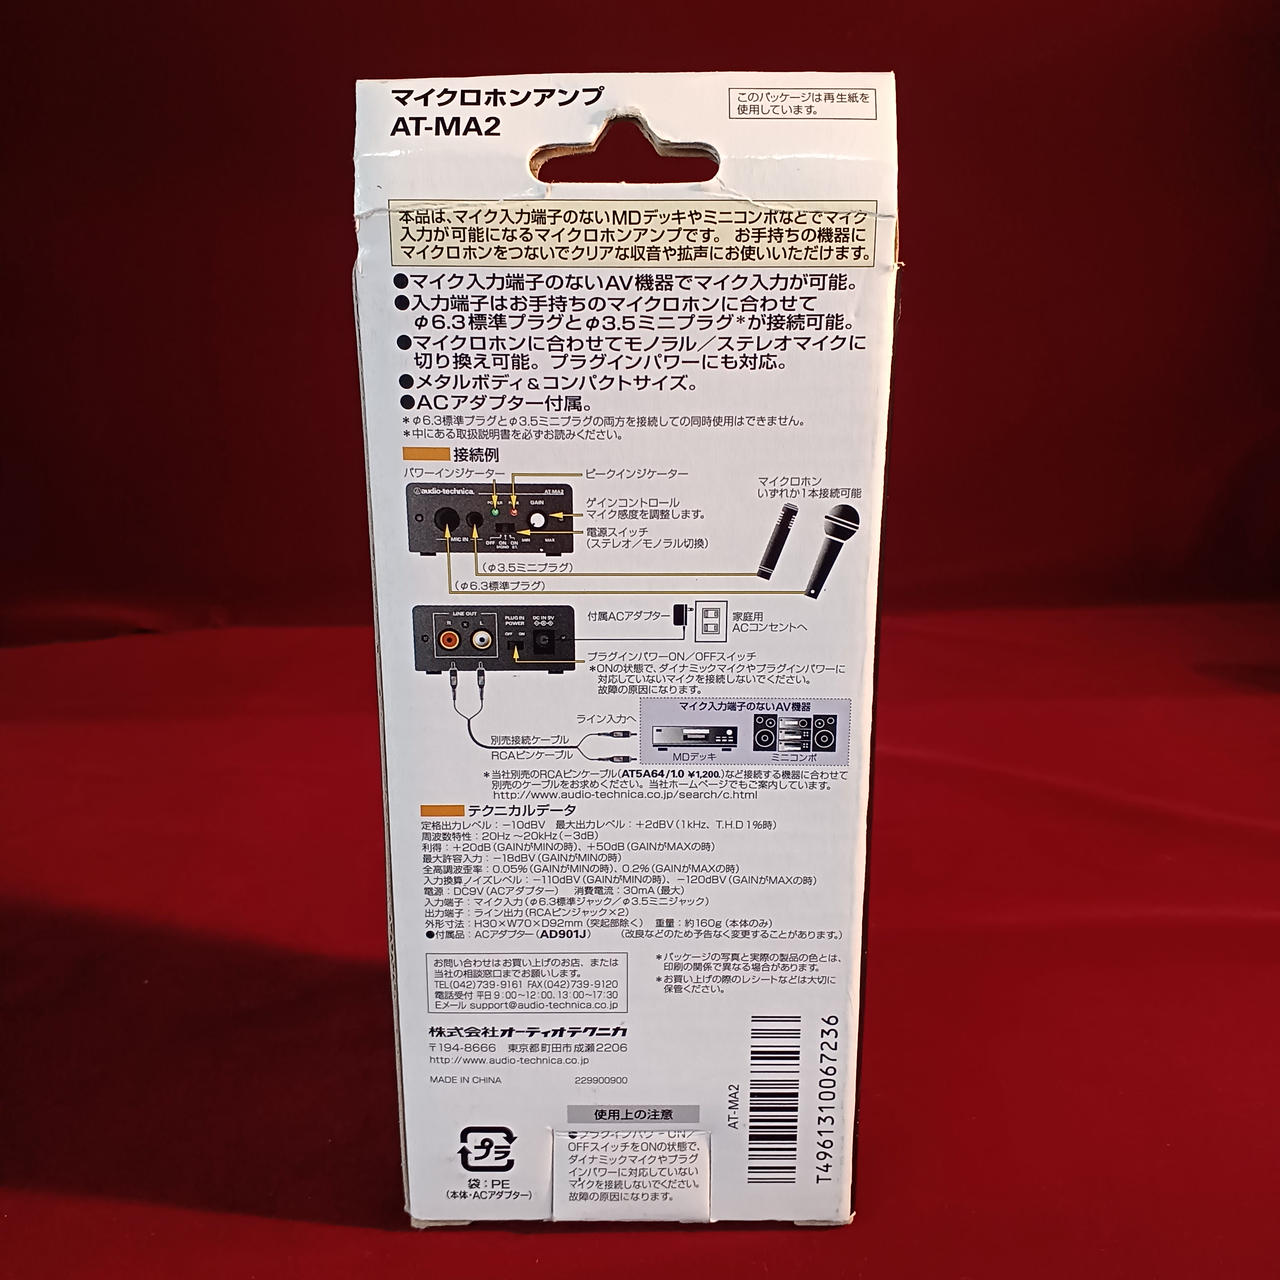 マイクロホンアンプ
AT-MA2
このパッケージは再生紙を
使用しています。
本品は、マイク入力端子のないMDデッキやミニコンポなどでマイク
入力が可能になるマイクロホンアンプです。 お手持ちの機器に
マイクロホンをつないでクリアな収音や拡声にお使いいただけます。
●マイク入力端子のないAV機器でマイク入力が可能。
●入力端子はお手持ちのマイクロホンに合わせて
φ6.3標準プラグとφ3.5ミニプラグ*が接続可能。
●マイクロホンに合わせてモノラル／ステレオマイクに
切り換え可能。プラグインパワーにも対応。
●メタルボディ&コンパクトサイズ。
●ACアダプター付属。
*φ6.3標準プラグとφ3.5ミニプラグの両方を接続しての同時使用はできません。
*中にある取扱説明書を必ずお読みください。
接続例
パワーインジケーター
ピークインジケーター
マイクロホン
いずれか1本接続可能
audio-technica
AT-MA2
GAIN
ゲインコントロール
マイク感度を調整します。
電源スイッチ
(ステレオ／モノラル切換)
MIC IN
OFF ON ON
MIN MAX
(φ3.5ミニプラグ)
(φ6.3標準プラグ)
LINE OUT
R L
PLUG IN
POWER
OFF ON
DC IN 9V
付属ACアダプター
家庭用
ACコンセントへ
プラグインパワーON／OFFスイッチ
*ONの状態で、ダイナミックマイクやプラグインパワーに
対応していないマイクを接続しないでください。
故障の原因になります。
マイク入力端子のないAV機器
ライン入力へ
別売接続ケーブル
RCAピンケーブル
MDデッキ
ミニコンポ
*当社別売のRCAピンケーブル(AT5A64/1.0 ¥1,200.)など接続する機器に合わせて
別売のケーブルをお求めください。当社ホームページでもご案内しています。
http://www.audio-technica.co.jp/search/c.html
テクニカルデータ
定格出力レベル：−10dBV 最大出力レベル：+2dBV(1kHz、T.H.D 1%時)
周波数特性：20Hz～20kHz(−3dB)
利得：+20dB(GAINがMINの時)、+50dB(GAINがMAXの時)
最大許容入力：−18dBV(GAINがMINの時)
全高調波歪率：0.05%(GAINがMINの時)、0.2%(GAINがMAXの時)
入力換算ノイズレベル：−110dBV(GAINがMINの時)、−120dBV(GAINがMAXの時)
電源：DC9V(ACアダプター) 消費電流：30mA(最大)
入力端子：マイク入力(φ6.3標準ジャック／φ3.5ミニジャック)
出力端子：ライン出力(RCAピンジャック×2)
外形寸法：H30×W70×D92mm(突起部除く) 重量：約160g(本体のみ)
●付属品：ACアダプター(AD901J) (改良などのため予告なく変更することがあります。)
お問い合わせはお買い上げのお店、または
当社の相談窓口までお願いします。
TEL(042)739-9161 FAX(042)739-9120
電話受付 平日9:00～12:00、13:00～17:30
Eメール support@audio-technica.co.jp
*パッケージの写真と実際の製品の色とは、
印刷の関係で異なる場合があります。
*お買い上げの際のレシートなどは大切に
保管ください。
株式会社オーディオテクニカ
〒194-8666 東京都町田市成瀬2206
http://www.audio-technica.co.jp
MADE IN CHINA 229900900
使用上の注意
●プラグインパワーON／
OFFスイッチをONの状態で、
ダイナミックマイクやプラグ
インパワーに対応していない
マイクを接続しないでください。
故障の原因になります。
プラ
袋：PE
(本体・ACアダプター)
AT-MA2
T4961310067236